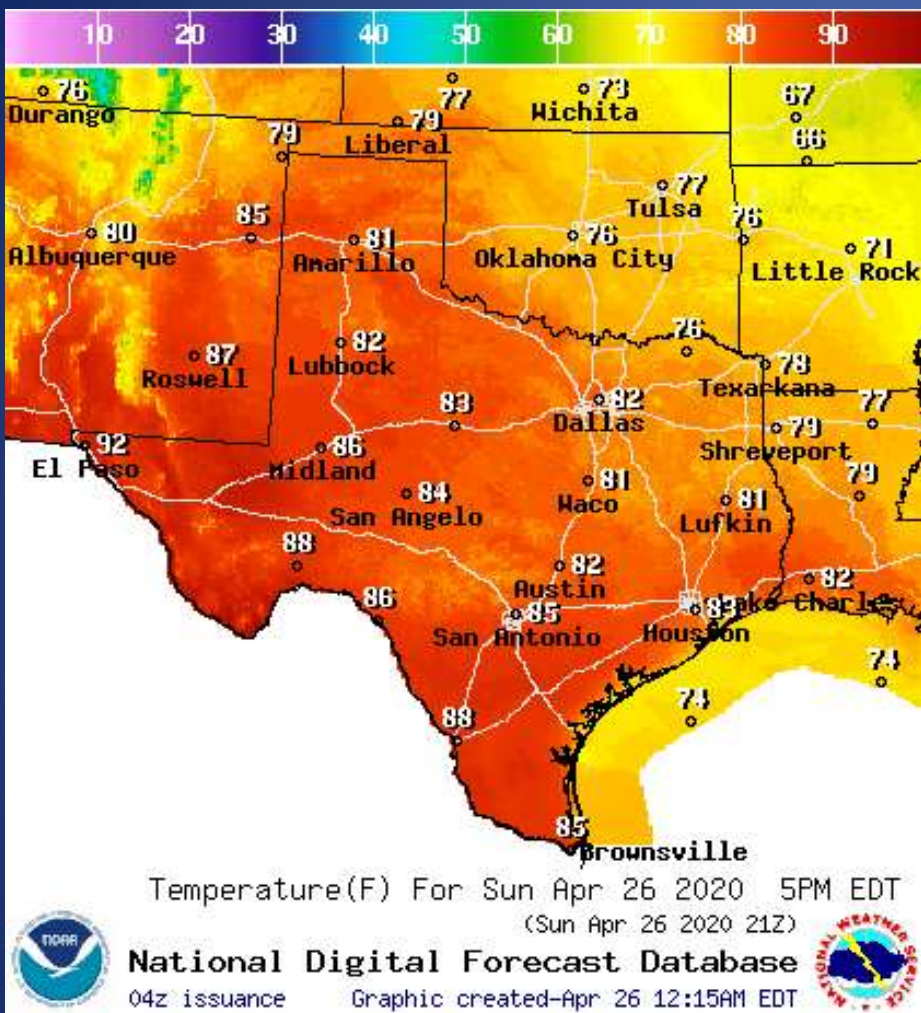 10 20 30 40 50 60 70 80 90
76 77 73 67
Durango Wichita
79 79 66
Liberal
77
Tulsa
80 85 81 76 76 71
Albuquerque Amarillo Oklahoma City Little Rock
87 82 76 78
Roswell Lubbock Texarkana
83 82 77
Dallas
92 86 79
El Paso Midland Shreveport
84 81 81 79
San Angelo Waco Lufkin
88 82 82
Austin
86 85 83 Lake Charles
San Antonio Houston
74
88 74
85
Brownsville
Temperature(F) For Sun Apr 26 2020 5PM EDT
(Sun Apr 26 2020 21Z)
National Digital Forecast Database
04z issuance Graphic created-Apr 26 12:15AM EDT
NOAA
NATIONAL WEATHER SERVICE